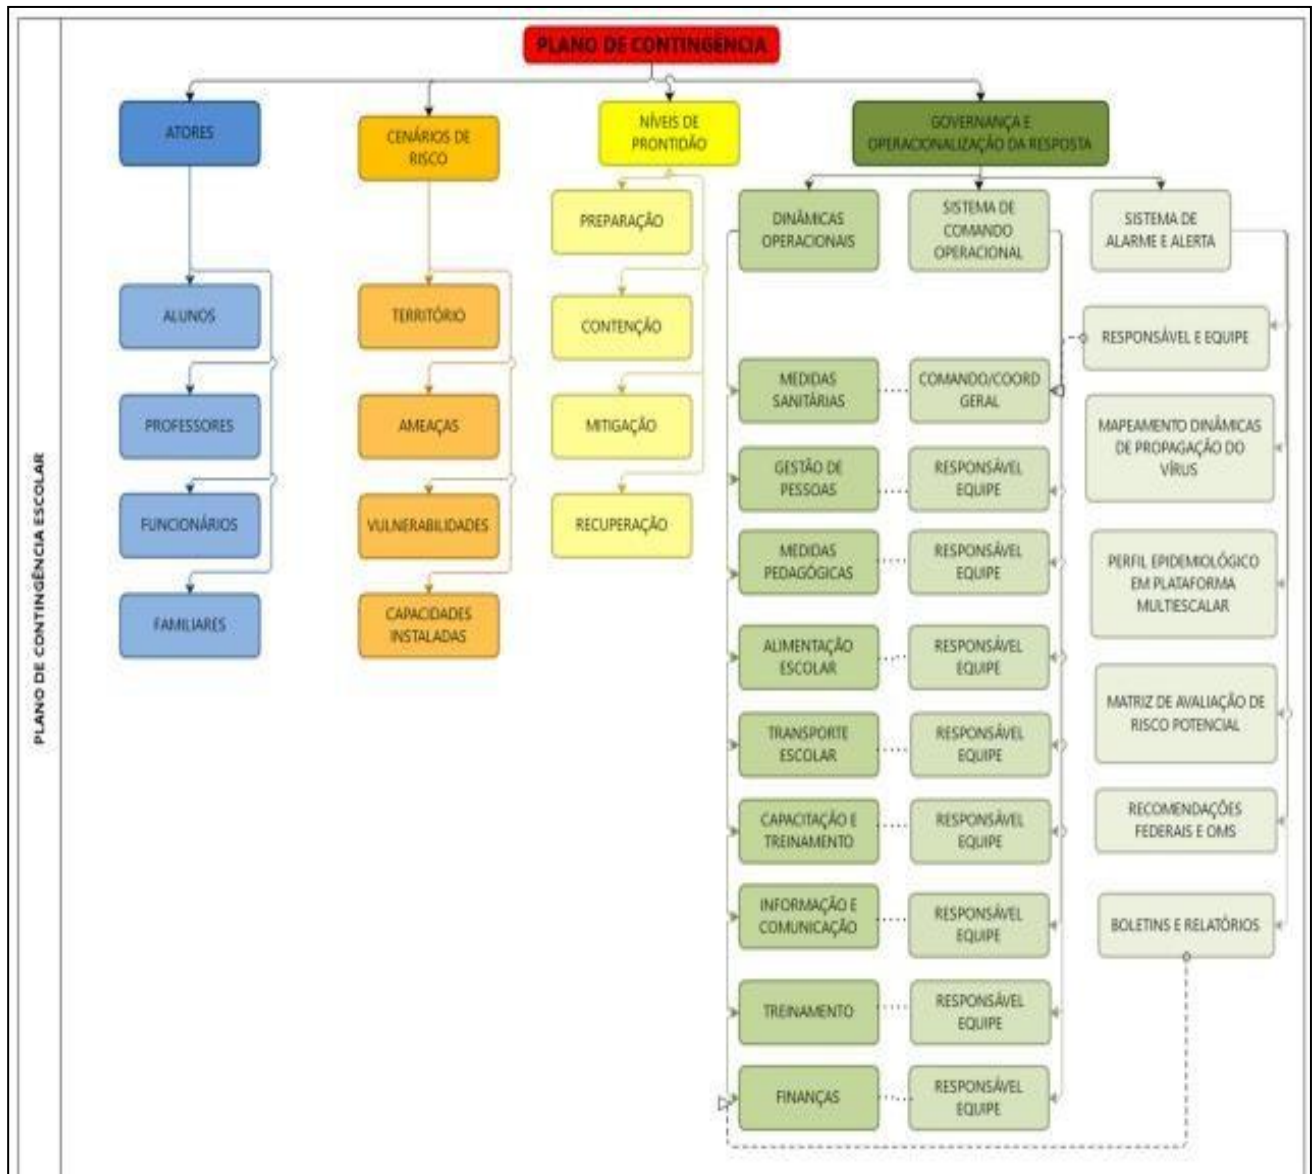 PLANO DE CONTINGÊNCIA ESCOLAR
PLANO DE CONTINGÊNCIA
ATORES
ALUNOS
PROFESSORES
FUNCIONÁRIOS
FAMILIARES
CENÁRIOS DE
RISCO
TERRITÓRIO
AMEAÇAS
VULNERABILIDADES
CAPACIDADES
INSTALADAS
NÍVEIS DE
PRONTIDÃO
PREPARAÇÃO
CONTENÇÃO
MITIGAÇÃO
RECUPERAÇÃO
GOVERNANÇA E
OPERACIONALIZAÇÃO DA RESPOSTA
DINÂMICAS
OPERACIONAIS
MEDIDAS
SANITÁRIAS
GESTÃO DE
PESSOAS
MEDIDAS
PEDAGÓGICAS
ALIMENTAÇÃO
ESCOLAR
TRANSPORTE
ESCOLAR
CAPACITAÇÃO E
TREINAMENTO
INFORMAÇÃO E
COMUNICAÇÃO
TREINAMENTO
FINANÇAS
SISTEMA DE
COMANDO
OPERACIONAL
COMANDO/COORD
GERAL
RESPONSÁVEL
EQUIPE
RESPONSÁVEL
EQUIPE
RESPONSÁVEL
EQUIPE
RESPONSÁVEL
EQUIPE
RESPONSÁVEL
EQUIPE
RESPONSÁVEL
EQUIPE
RESPONSÁVEL
EQUIPE
RESPONSÁVEL
EQUIPE
SISTEMA DE
ALARME E ALERTA
RESPONSÁVEL E EQUIPE
MAPEAMENTO DINÂMICAS
DE PROPAGAÇÃO DO
VÍRUS
PERFIL EPIDEMIOLÓGICO
EM PLATAFORMA
MULTIESCALAR
MATRIZ DE AVALIAÇÃO DE
RISCO POTENCIAL
RECOMENDAÇÕES
FEDERAIS E OMS
BOLETINS E RELATÓRIOS